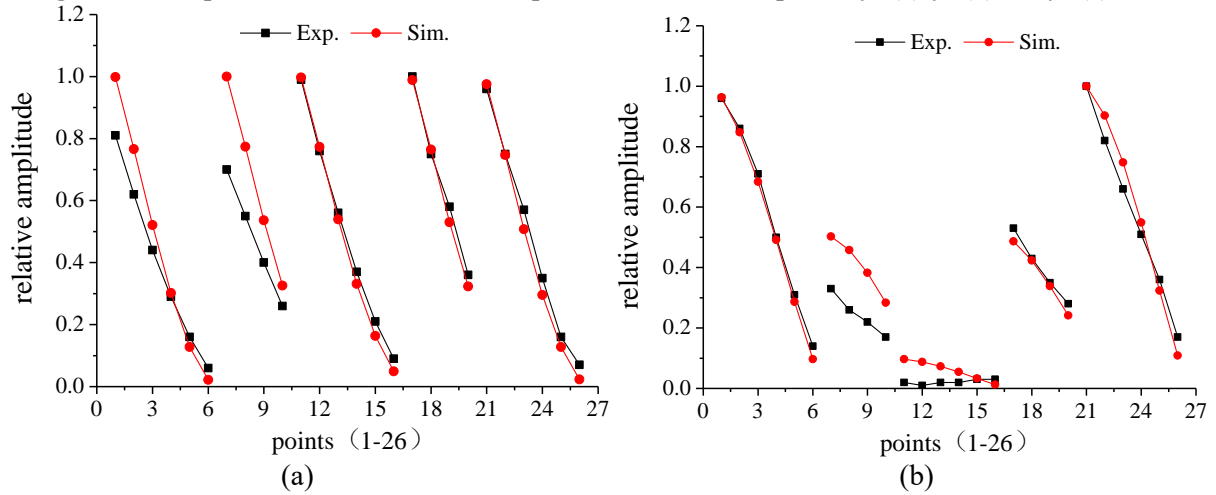 1.2
1.0
0.8
0.6
0.4
0.2
0.0
0 3 6 9 12 15 18 21 24 27
relative amplitude
points（1-26）
Exp. Sim.
(a)
1.2
1.0
0.8
0.6
0.4
0.2
0.0
0 3 6 9 12 15 18 21 24 27
relative amplitude
points（1-26）
Exp. Sim.
(b)